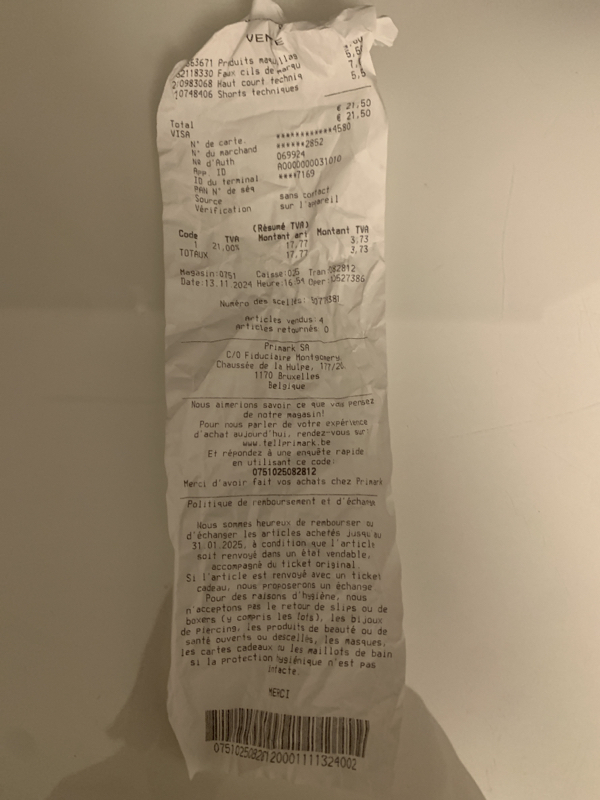 VENTE
Produits maquillas
Faux cils de marqu
Haut court techniq 7,
10748406 Shorts techniques 5,5
Total € 21,50
VISA € 21,50
N° de carte ************4580
N° du marchand ******2852
N° d'Auth 069924
App. ID A0000000031010
ID du terminal ****7169
PAN N° de séq
Source sans contact
Vérification sur l'appareil
(Résumé TVA)
Code TVA Montant art Montant TVA
1 21,00% 17,77 3,73
TOTAUX 17,77 3,73
Magasin:0751 Caisse:025 Tran:082812
Date:13.11.2024 Heure:16:54 Oper:
Numéro des scellés:
Articles vendus: 4
Articles retournés: 0
Primark SA
C/O Fiduciaire Montgomery
Chaussée de la Hulpe,
1170 Bruxelles
Belgique
Nous aimerions savoir ce que vous pensez
de notre magasin!
Pour nous parler de votre expérience
d'achat aujourd'hui, rendez-vous sur:
www.tellprimark.be
Et répondez à une enquête rapide
en utilisant ce code:
0751025082812
Merci d'avoir fait vos achats chez Primark
Politique de remboursement et d'échange
Nous sommes heureux de rembourser ou
d'échanger les articles achetés jusqu'au
31.01.2025, à condition que l'article
soit renvoyé dans un état vendable,
accompagné du ticket original.
Si l'article est renvoyé avec un ticket
cadeau, nous proposerons un échange.
Pour des raisons d'hygiène, nous
n'acceptons pas le retour de slips ou de
boxers (y compris les lots), les bijoux
de piercing, les produits de beauté ou de
santé ouverts ou descellés, les masques,
les cartes cadeaux ou les maillots de bain
si la protection hygiénique n'est pas
intacte.
MERCI